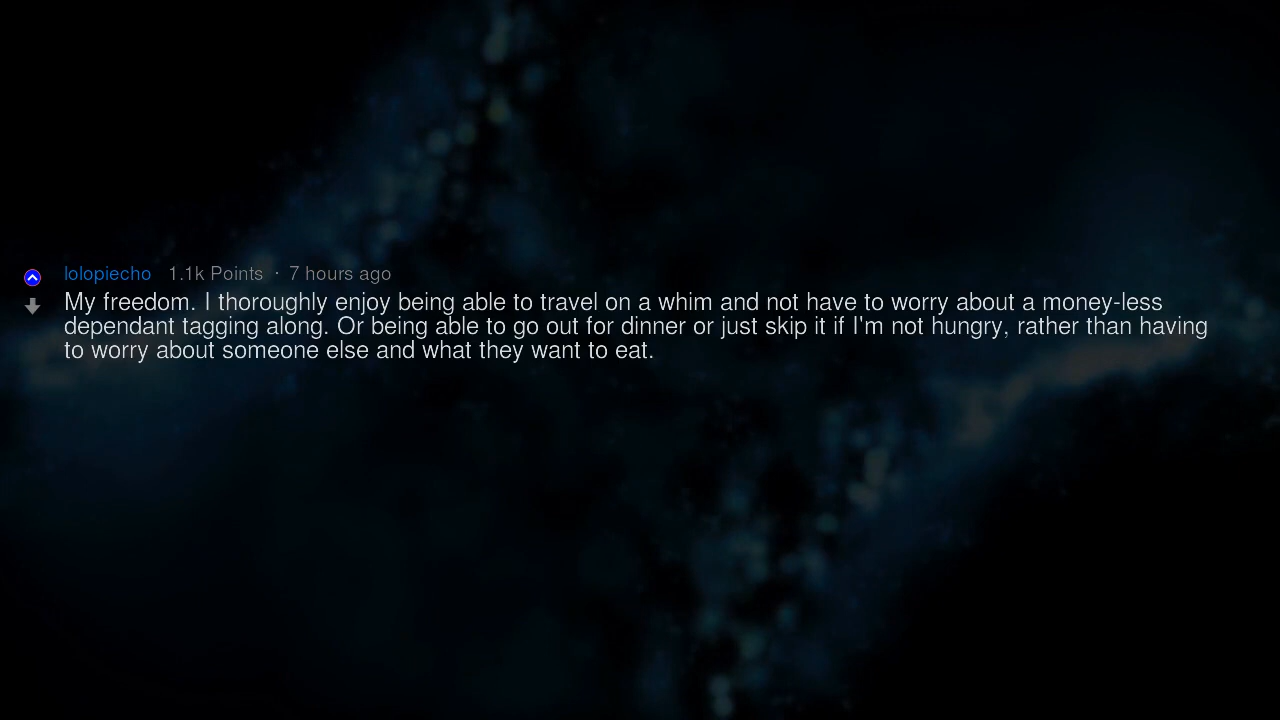 lolopiecho 1.1k Points · 7 hours ago
My freedom. I thoroughly enjoy being able to travel on a whim and not have to worry about a money-less
dependant tagging along. Or being able to go out for dinner or just skip it if I'm not hungry, rather than having
to worry about someone else and what they want to eat.